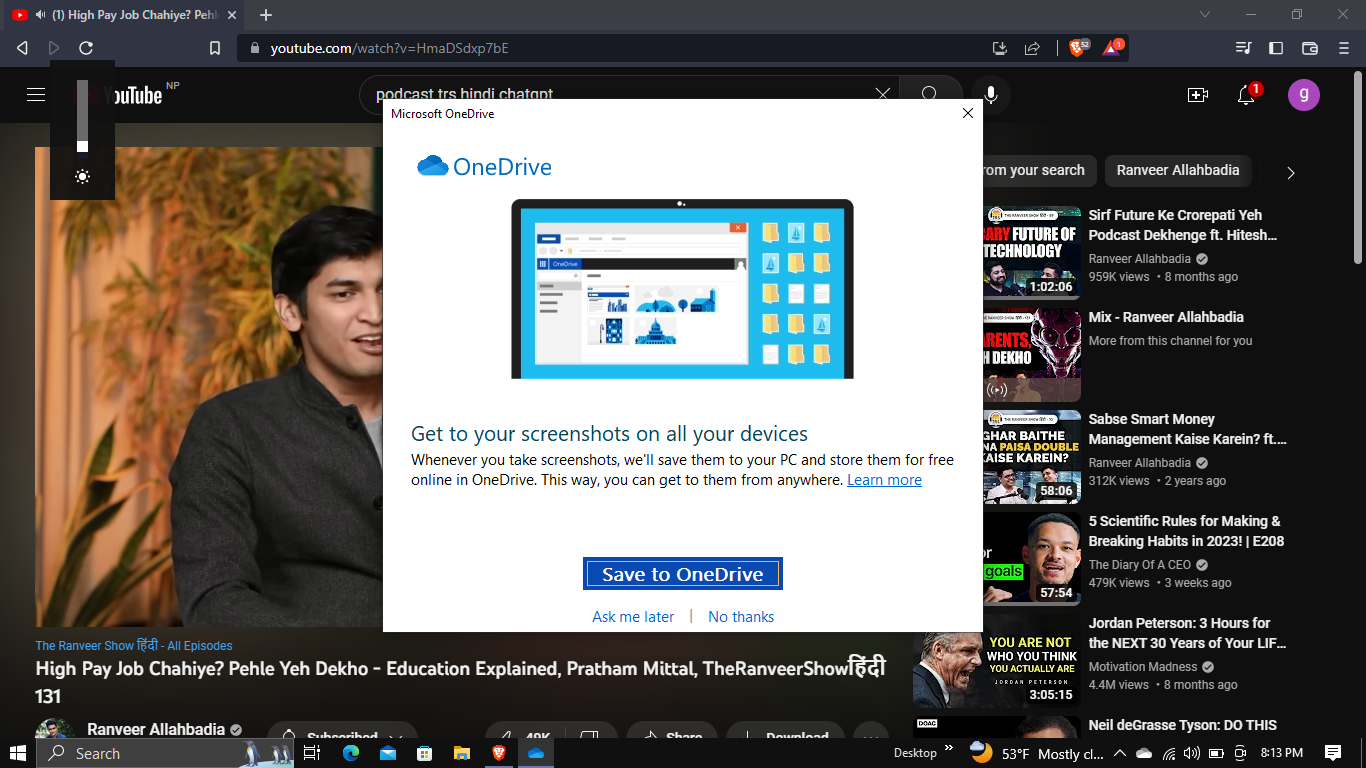 (1) High Pay Job Chahiye? Pehl
youtube.com/watch?v=HmaDSdxp7bE
52
1
YouTube
NP
podcast trs hindi chatgpt
1
g
Microsoft OneDrive
OneDrive
OneDrive
Get to your screenshots on all your devices
Whenever you take screenshots, we'll save them to your PC and store them for free
online in OneDrive. This way, you can get to them from anywhere. Learn more
Save to OneDrive
Ask me later | No thanks
rom your search
Ranveer Allahbadia
THE RANVEER SHOW हिंदी
ARY FUTURE OF
TECHNOLOGY
1:02:06
Sirf Future Ke Crorepati Yeh
Podcast Dekhenge ft. Hitesh...
Ranveer Allahbadia
959K views • 8 months ago
ARENTS,
H DEKHO
Mix - Ranveer Allahbadia
More from this channel for you
GHAR BAITHE
NA PAISA DOUBLE
KAISE KAREIN?
58:06
Sabse Smart Money
Management Kaise Karein? ft....
Ranveer Allahbadia
312K views • 2 years ago
or
goals
57:54
5 Scientific Rules for Making &
Breaking Habits in 2023! | E208
The Diary Of A CEO
479K views • 3 weeks ago
YOU ARE NOT
WHO YOU THINK
YOU ACTUALLY ARE
JORDAN PETERSON
3:05:15
Jordan Peterson: 3 Hours for
the NEXT 30 Years of Your LIF...
Motivation Madness
4.4M views • 8 months ago
DOAC
Neil deGrasse Tyson: DO THIS
The Ranveer Show हिंदी - All Episodes
High Pay Job Chahiye? Pehle Yeh Dekho - Education Explained, Pratham Mittal, TheRanveerShowहिंदी
131
Ranveer Allahbadia
Subscribed
49K
Share
Download
Search
Desktop
53°F Mostly cl...
8:13 PM